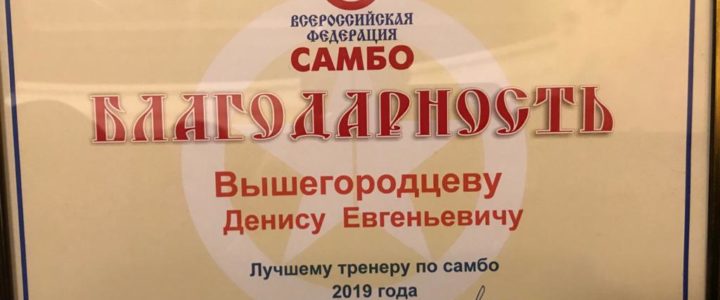 ВСЕРОССИЙСКАЯ
ФЕДЕРАЦИЯ
САМБО
БЛАГОДАРНОСТЬ
Вышегородцеву
Денису Евгеньевичу
Лучшему тренеру по самбо
2019 года